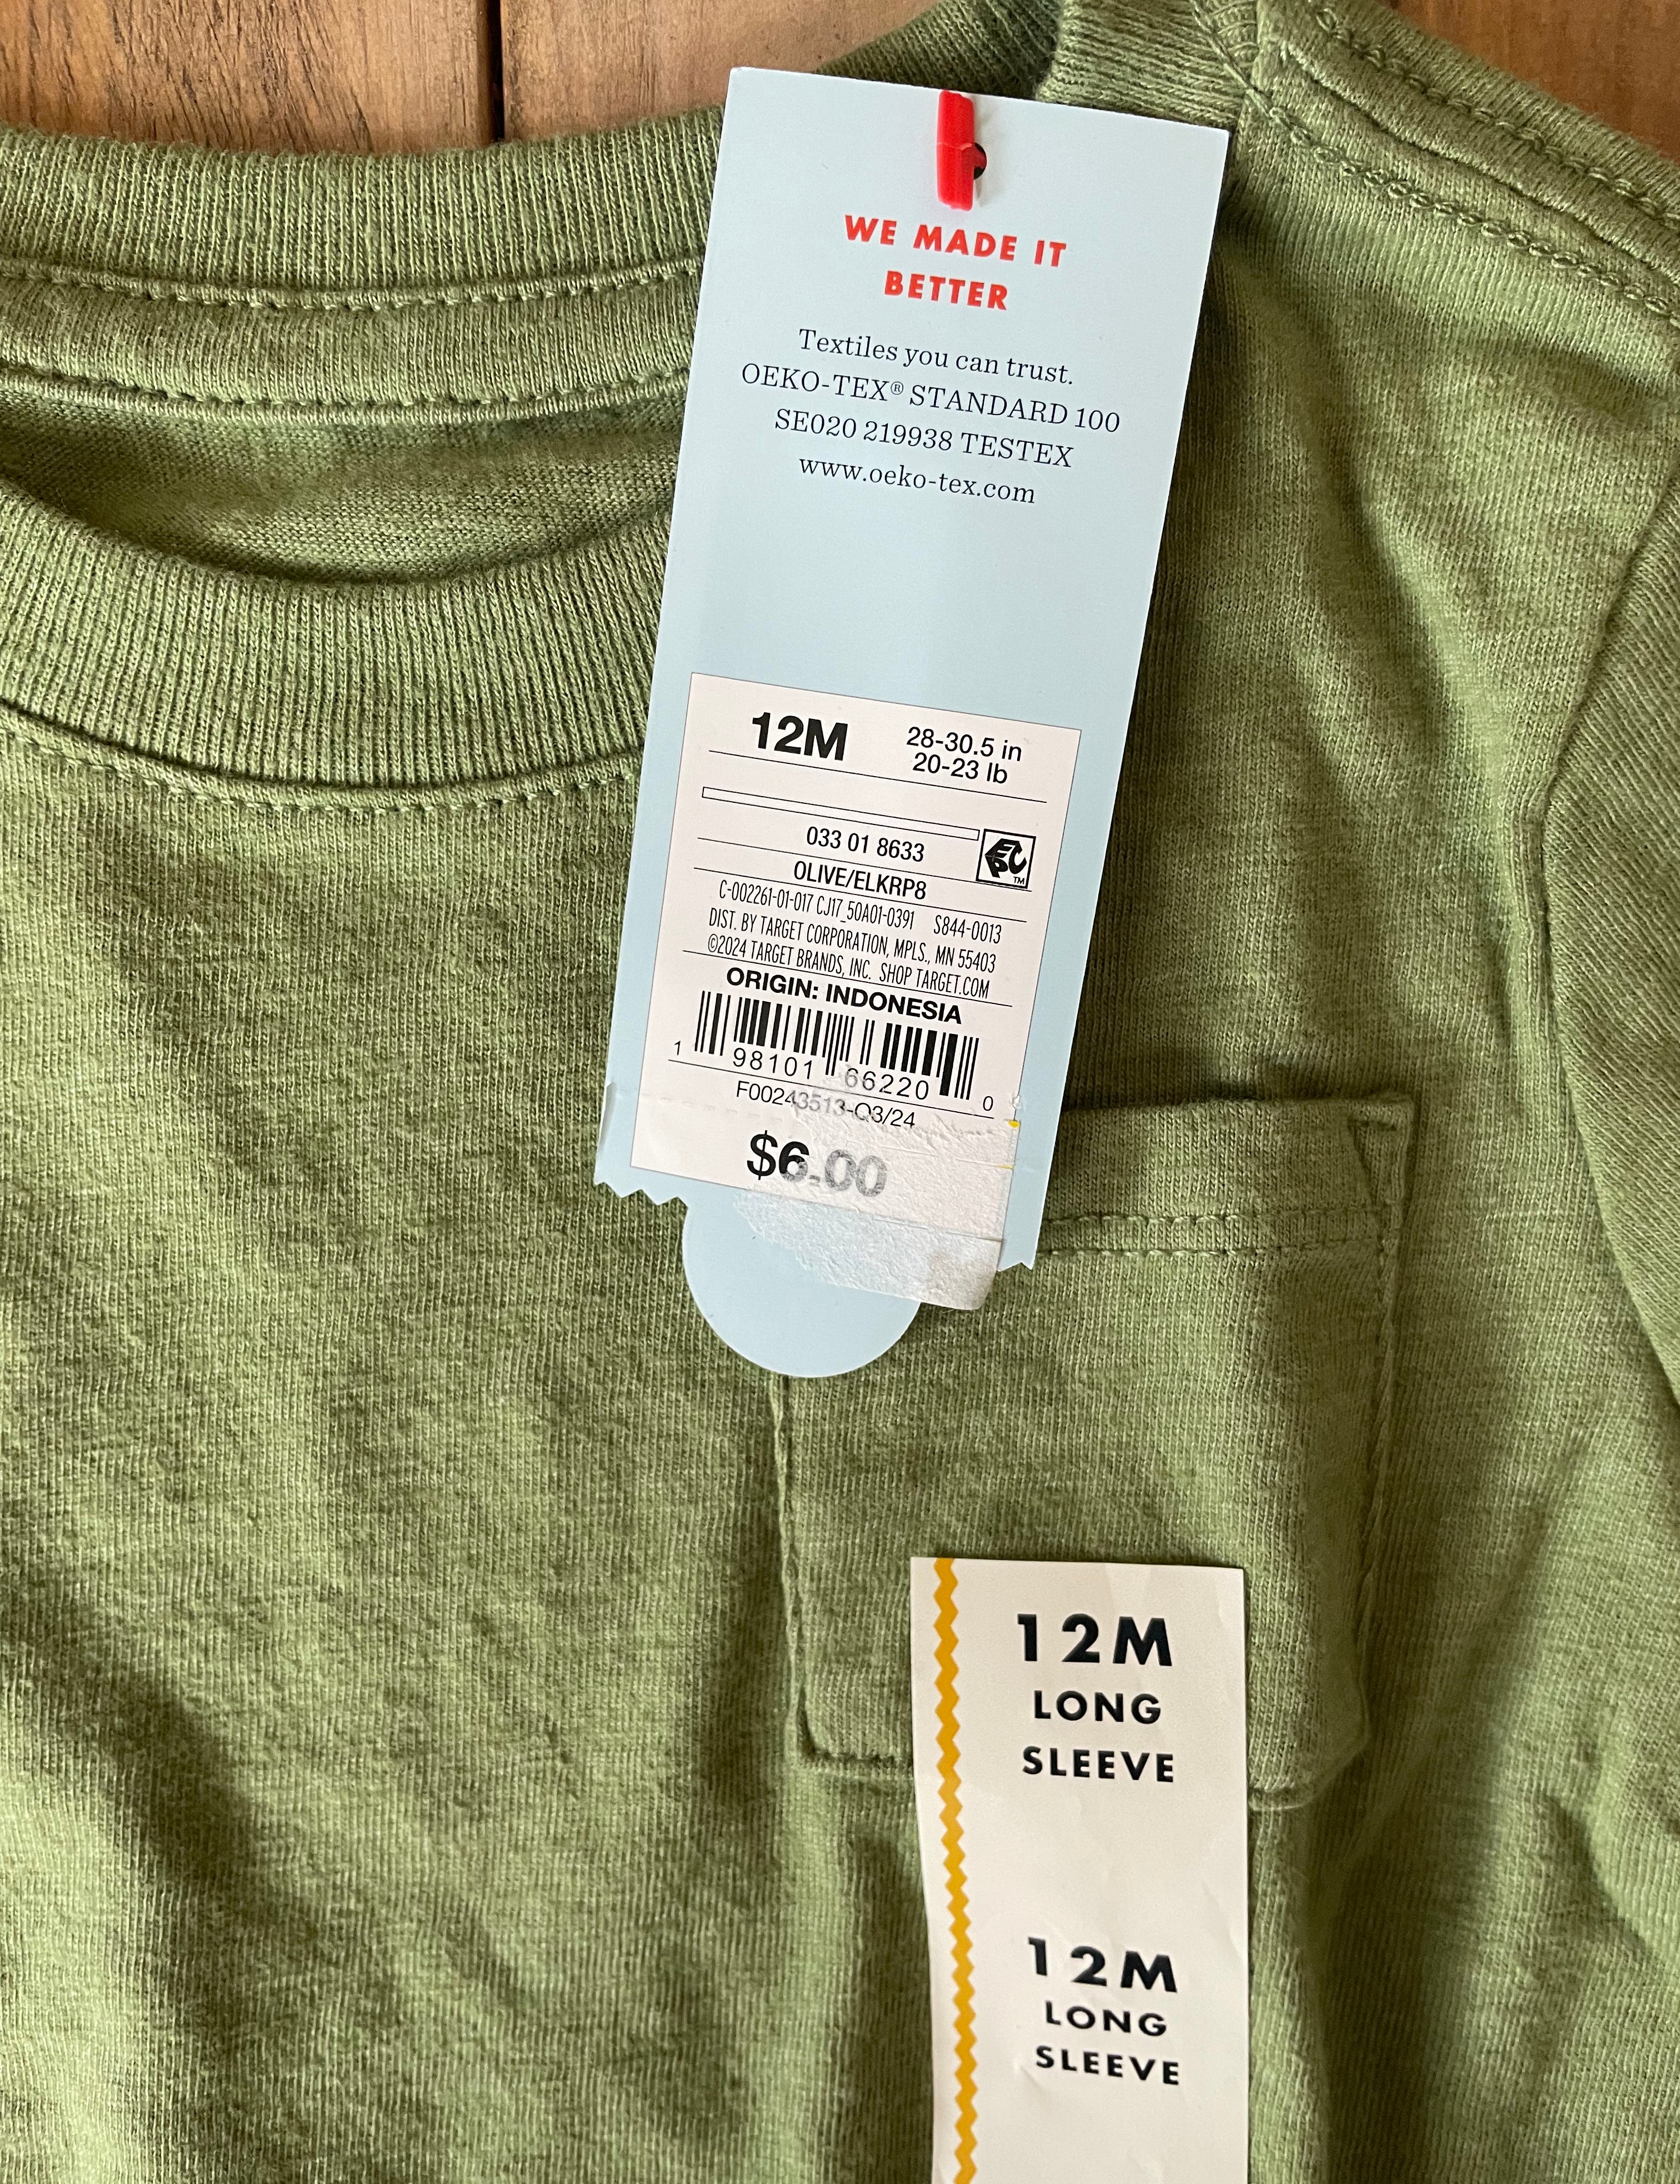 WE MADE IT
BETTER
Textiles you can trust.
OEKO-TEX® STANDARD 100
SE020 219938 TESTEX
www.oeko-tex.com
12M
28-30.5 in
20-23 lb
033 01 8633
EPC™
OLIVE/ELKRP8
C-002261-01-017 CJ17_50A01-0391 S844-0013
DIST. BY TARGET CORPORATION, MPLS., MN 55403
©2024 TARGET BRANDS, INC. SHOP TARGET.COM
ORIGIN: INDONESIA
1 98101 66220 0
F00243513-Q3/24
$6.00
12M
LONG
SLEEVE
12M
LONG
SLEEVE